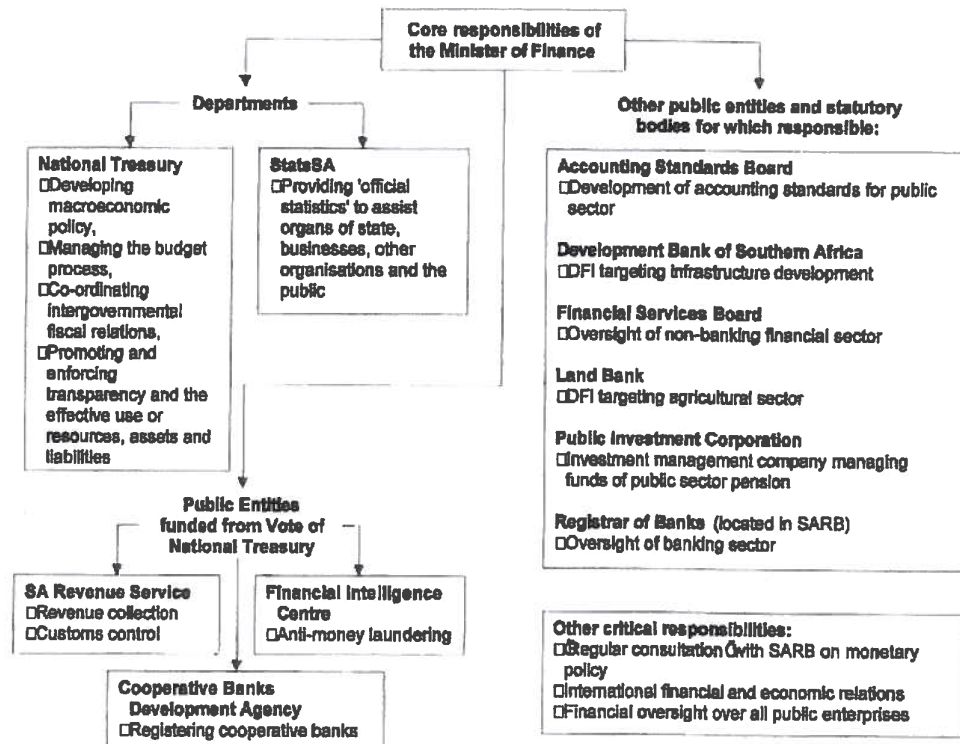 Core responsibilities of
the Minister of Finance
Departments
National Treasury
□Developing
macroeconomic
policy,
□Managing the budget
process,
□Co-ordinating
intergovernmental
fiscal relations,
□Promoting and
enforcing
transparency and the
effective use or
resources, assets and
liabilities
StatsSA
□Providing 'official
statistics' to assist
organs of state,
businesses, other
organisations and the
public
Public Entities
funded from Vote of
National Treasury
SA Revenue Service
□Revenue collection
□Customs control
Financial Intelligence
Centre
□Anti-money laundering
Cooperative Banks
Development Agency
□Registering cooperative banks
Other public entities and statutory
bodies for which responsible:
Accounting Standards Board
□Development of accounting standards for public
sector
Development Bank of Southern Africa
□DFI targeting infrastructure development
Financial Services Board
□Oversight of non-banking financial sector
Land Bank
□DFI targeting agricultural sector
Public Investment Corporation
□Investment management company managing
funds of public sector pension
Registrar of Banks (located in SARB)
□Oversight of banking sector
Other critical responsibilities:
□Regular consultation with SARB on monetary
policy
□International financial and economic relations
□Financial oversight over all public enterprises